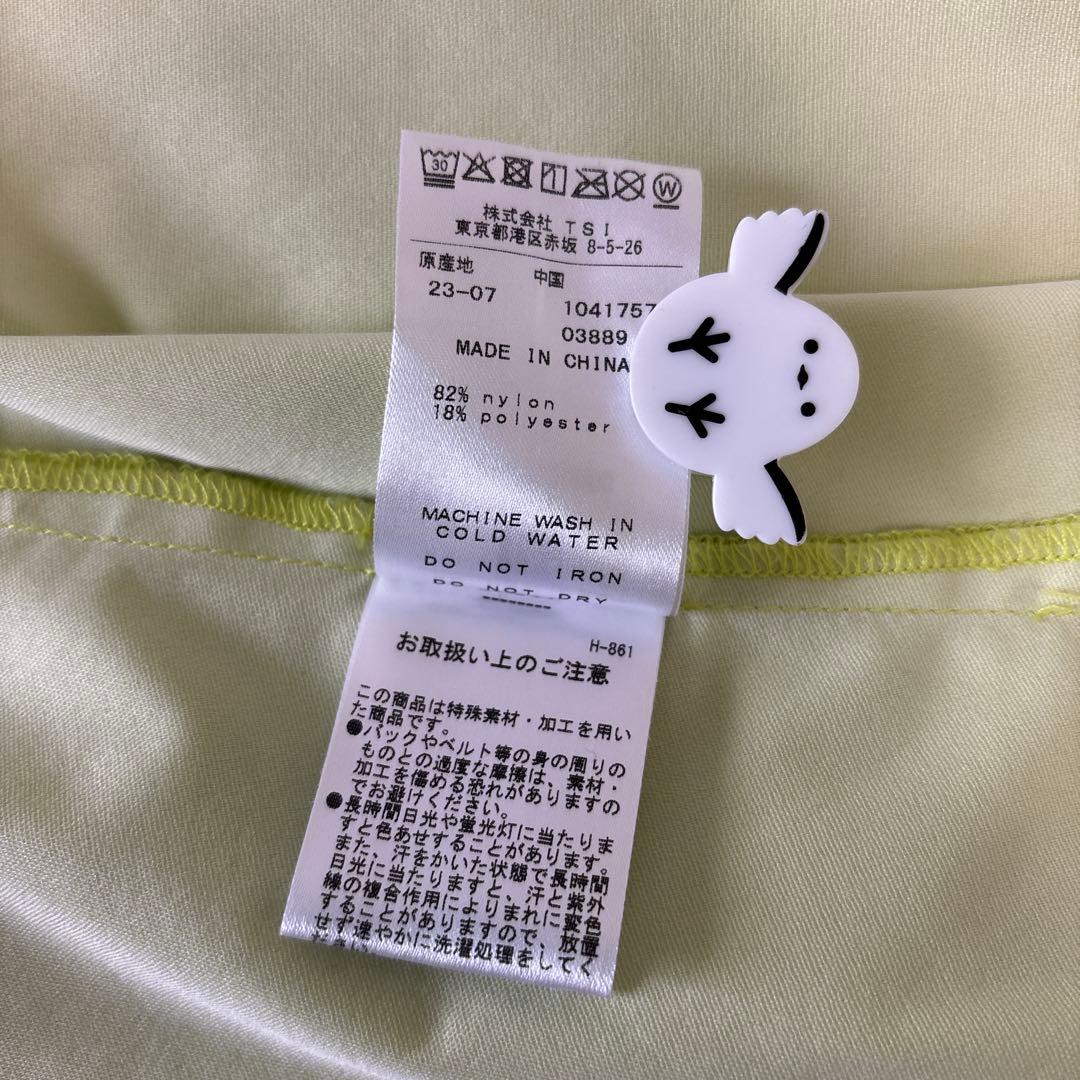 30
W
株式会社 TSI
東京都港区赤坂 8-5-26
原産地 中国
23-07 1041757
03889
MADE IN CHINA
82% nylon
18% polyester
MACHINE WASH IN
COLD WATER
DO NOT IRON
DO NOT DRY
H-861
お取扱い上のご注意
この商品は特殊素材・加工を用い
た商品です。
●バックやベルト等の身の周りの
ものとの過度な摩擦は、素材・
加工を傷める恐れがありますの
でお避けください。
●長時間日光や蛍光灯に当たりま
すと色あせすることがあります。
また、汗をかいた状態で長時間
日光に当たりますと、汗と紫外
線の複合作用によりまれに変色
することがありますので、放置
せず速やかに洗濯処理をしてく